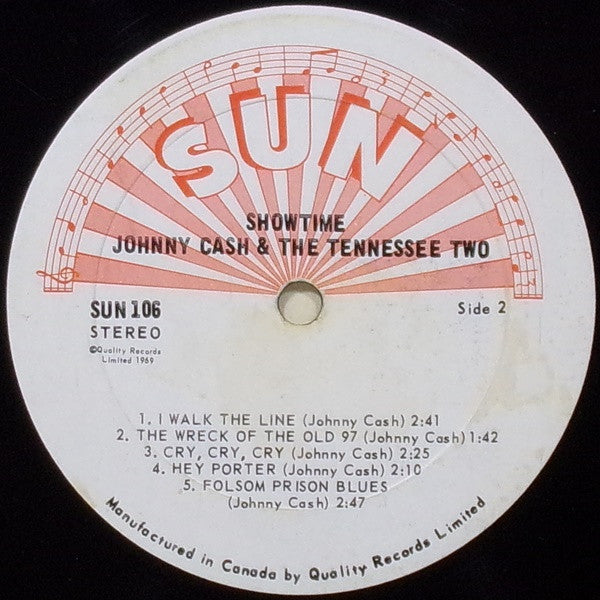 SUN
SHOWTIME
JOHNNY CASH & THE TENNESSEE TWO
SUN 106
STEREO
©Quality Records
Limited 1969
Side 2
1. I WALK THE LINE (Johnny Cash) 2:41
2. THE WRECK OF THE OLD 97 (Johnny Cash) 1:42
3. CRY, CRY, CRY (Johnny Cash) 2:25
4. HEY PORTER (Johnny Cash) 2:10
5. FOLSOM PRISON BLUES
(Johnny Cash) 2:47
Manufactured in Canada by Quality Records Limited